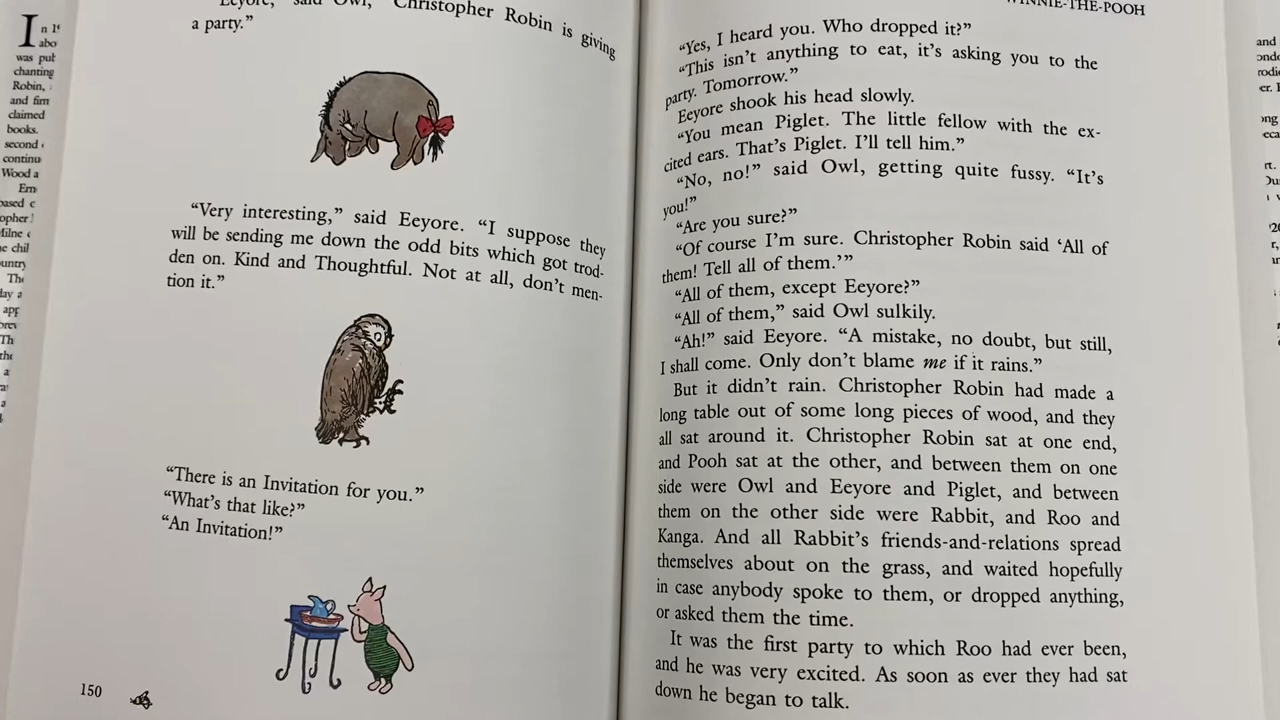 Eeyore," said Owl, "Christopher Robin is giving
a party."
"Very interesting," said Eeyore. "I suppose they
will be sending me down the odd bits which got trod-
den on. Kind and Thoughtful. Not at all, don't men-
tion it."
"There is an Invitation for you."
"What's that like?"
"An Invitation!"
150
WINNIE-THE-POOH
"Yes, I heard you. Who dropped it?"
"This isn't anything to eat, it's asking you to the
party. Tomorrow."
Eeyore shook his head slowly.
"You mean Piglet. The little fellow with the ex-
cited ears. That's Piglet. I'll tell him."
"No, no!" said Owl, getting quite fussy. "It's
you!"
"Are you sure?"
"Of course I'm sure. Christopher Robin said 'All of
them! Tell all of them.'"
"All of them, except Eeyore?"
"All of them," said Owl sulkily.
"Ah!" said Eeyore. "A mistake, no doubt, but still,
I shall come. Only don't blame me if it rains."
But it didn't rain. Christopher Robin had made a
long table out of some long pieces of wood, and they
all sat around it. Christopher Robin sat at one end,
and Pooh sat at the other, and between them on one
side were Owl and Eeyore and Piglet, and between
them on the other side were Rabbit, and Roo and
Kanga. And all Rabbit's friends-and-relations spread
themselves about on the grass, and waited hopefully
in case anybody spoke to them, or dropped anything,
or asked them the time.
It was the first party to which Roo had ever been,
and he was very excited. As soon as ever they had sat
down he began to talk.